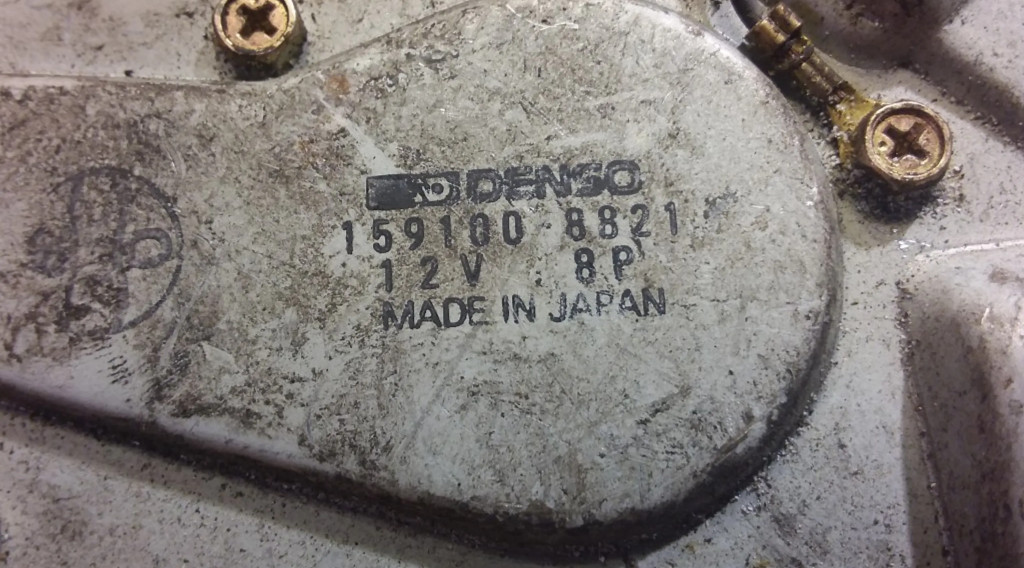 DENSO
159100-8821
12V 8P
MADE IN JAPAN